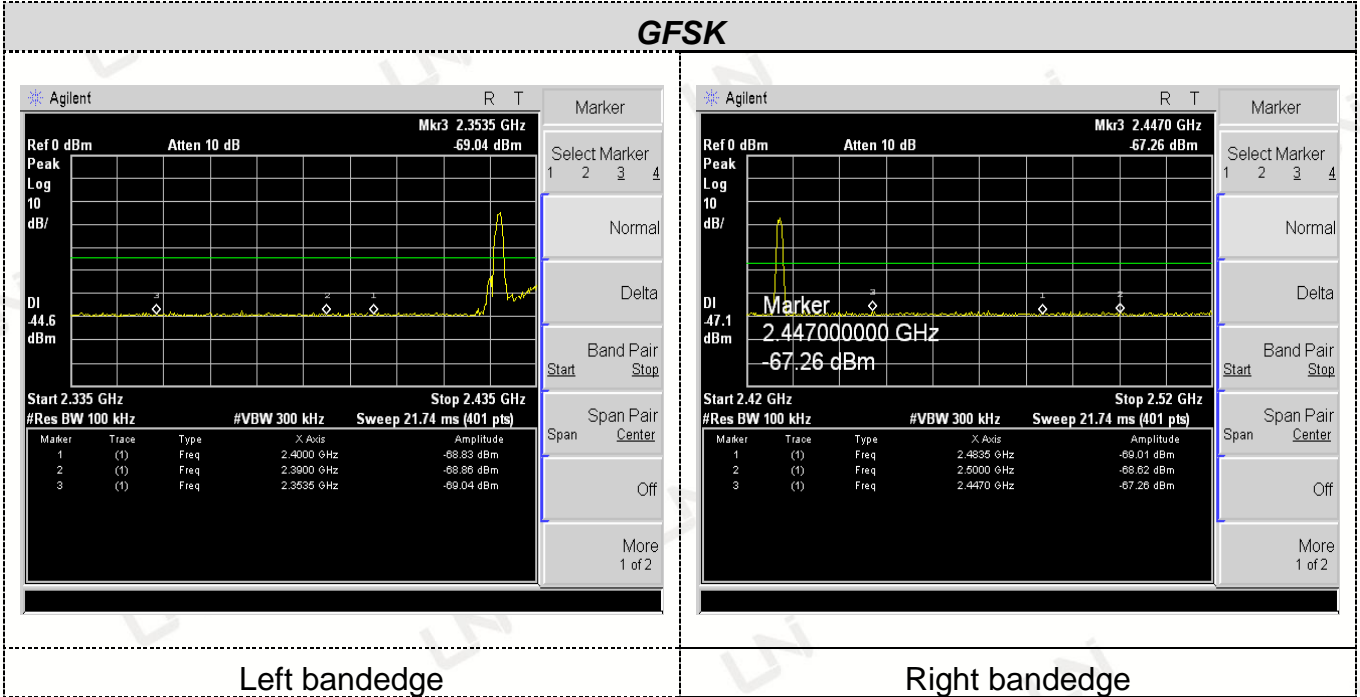 GFSK
Agilent R T
Mkr3 2.3535 GHz
Ref 0 dBm Atten 10 dB -69.04 dBm
Peak
Log
10
dB/
3 2 1
DI
-44.6
dBm
Start 2.335 GHz Stop 2.435 GHz
#Res BW 100 kHz #VBW 300 kHz Sweep 21.74 ms (401 pts)
Marker Trace Type X Axis Amplitude
1 (1) Freq 2.4000 GHz -68.83 dBm
2 (1) Freq 2.3900 GHz -68.86 dBm
3 (1) Freq 2.3535 GHz -69.04 dBm
Marker
Select Marker
1 2 3 4
Normal
Delta
Band Pair
Start Stop
Span Pair
Span Center
Off
More
1 of 2
Left bandedge
Agilent R T
Mkr3 2.4470 GHz
Ref 0 dBm Atten 10 dB -67.26 dBm
Peak
Log
10
dB/
3 1 2
DI
-47.1
dBm
Marker
2.447000000 GHz
-67.26 dBm
Start 2.42 GHz Stop 2.52 GHz
#Res BW 100 kHz #VBW 300 kHz Sweep 21.74 ms (401 pts)
Marker Trace Type X Axis Amplitude
1 (1) Freq 2.4835 GHz -69.01 dBm
2 (1) Freq 2.5000 GHz -68.62 dBm
3 (1) Freq 2.4470 GHz -67.26 dBm
Marker
Select Marker
1 2 3 4
Normal
Delta
Band Pair
Start Stop
Span Pair
Span Center
Off
More
1 of 2
Right bandedge